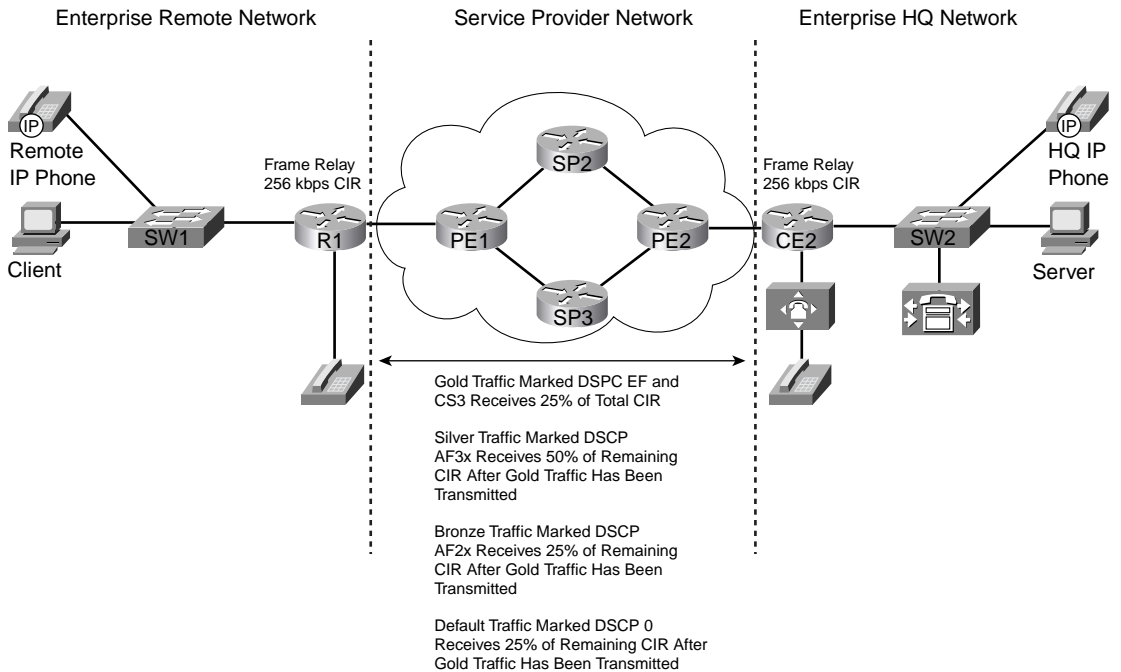 Enterprise Remote Network
Service Provider Network
Enterprise HQ Network
IP
Remote
IP Phone
Client
SW1
Frame Relay
256 kbps CIR
R1
PE1
SP2
SP3
PE2
Frame Relay
256 kbps CIR
CE2
SW2
IP
HQ IP
Phone
Server
Gold Traffic Marked DSPC EF and
CS3 Receives 25% of Total CIR
Silver Traffic Marked DSCP
AF3x Receives 50% of Remaining
CIR After Gold Traffic Has Been
Transmitted
Bronze Traffic Marked DSCP
AF2x Receives 25% of Remaining
CIR After Gold Traffic Has Been
Transmitted
Default Traffic Marked DSCP 0
Receives 25% of Remaining CIR After
Gold Traffic Has Been Transmitted